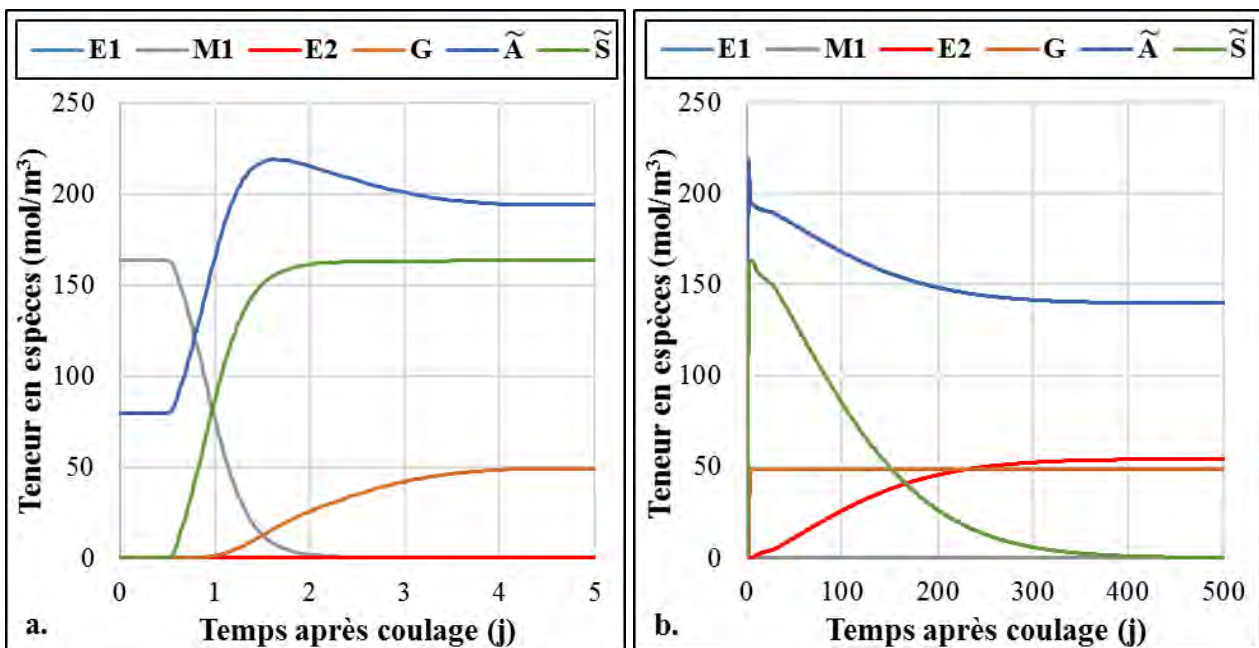 E1 M1 E2 G Ã S̃
250
200
150
100
50
0
0 1 2 3 4 5
Teneur en espèces (mol/m³)
Temps après coulage (j)
a.
E1 M1 E2 G Ã S̃
250
200
150
100
50
0
0 100 200 300 400 500
Teneur en espèces (mol/m³)
Temps après coulage (j)
b.